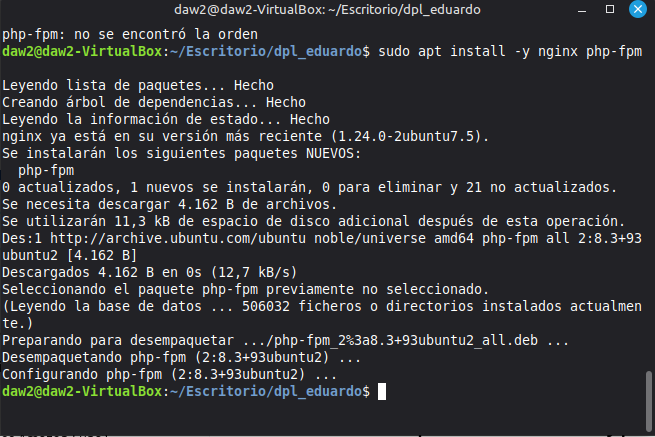 daw2@daw2-VirtualBox: ~/Escritorio/dpl_eduardo
php-fpm: no se encontró la orden
daw2@daw2-VirtualBox:~/Escritorio/dpl_eduardo$ sudo apt install -y nginx php-fpm
Leyendo lista de paquetes... Hecho
Creando árbol de dependencias... Hecho
Leyendo la información de estado... Hecho
nginx ya está en su versión más reciente (1.24.0-2ubuntu7.5).
Se instalarán los siguientes paquetes NUEVOS:
  php-fpm
0 actualizados, 1 nuevos se instalarán, 0 para eliminar y 21 no actualizados.
Se necesita descargar 4.162 B de archivos.
Se utilizarán 11,3 kB de espacio de disco adicional después de esta operación.
Des:1 http://archive.ubuntu.com/ubuntu noble/universe amd64 php-fpm all 2:8.3+93
ubuntu2 [4.162 B]
Descargados 4.162 B en 0s (12,7 kB/s)
Seleccionando el paquete php-fpm previamente no seleccionado.
(Leyendo la base de datos ... 506032 ficheros o directorios instalados actualmen
te.)
Preparando para desempaquetar .../php-fpm_2%3a8.3+93ubuntu2_all.deb ...
Desempaquetando php-fpm (2:8.3+93ubuntu2) ...
Configurando php-fpm (2:8.3+93ubuntu2) ...
daw2@daw2-VirtualBox:~/Escritorio/dpl_eduardo$